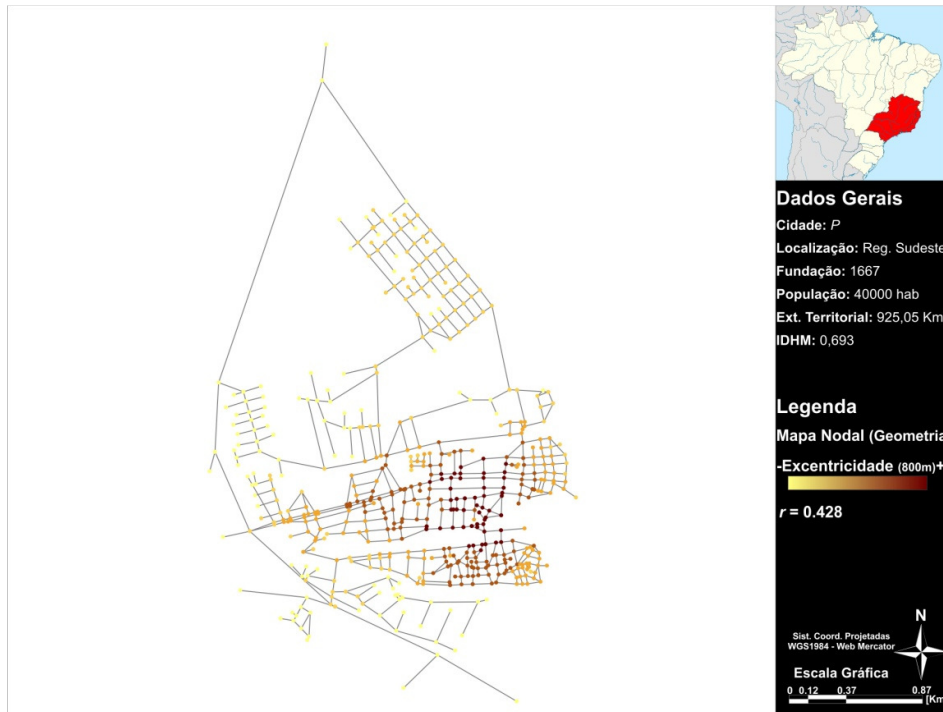 Dados Gerais
Cidade: P
Localização: Reg. Sudeste
Fundação: 1667
População: 40000 hab
Ext. Territorial: 925,05 Km
IDHM: 0,693
Legenda
Mapa Nodal (Geometria
-Excentricidade (800m)+
r = 0.428
N
Sist. Coord. Projetadas
WGS1984 - Web Mercator
Escala Gráfica
0 0.12 0.37 0.87
[Km